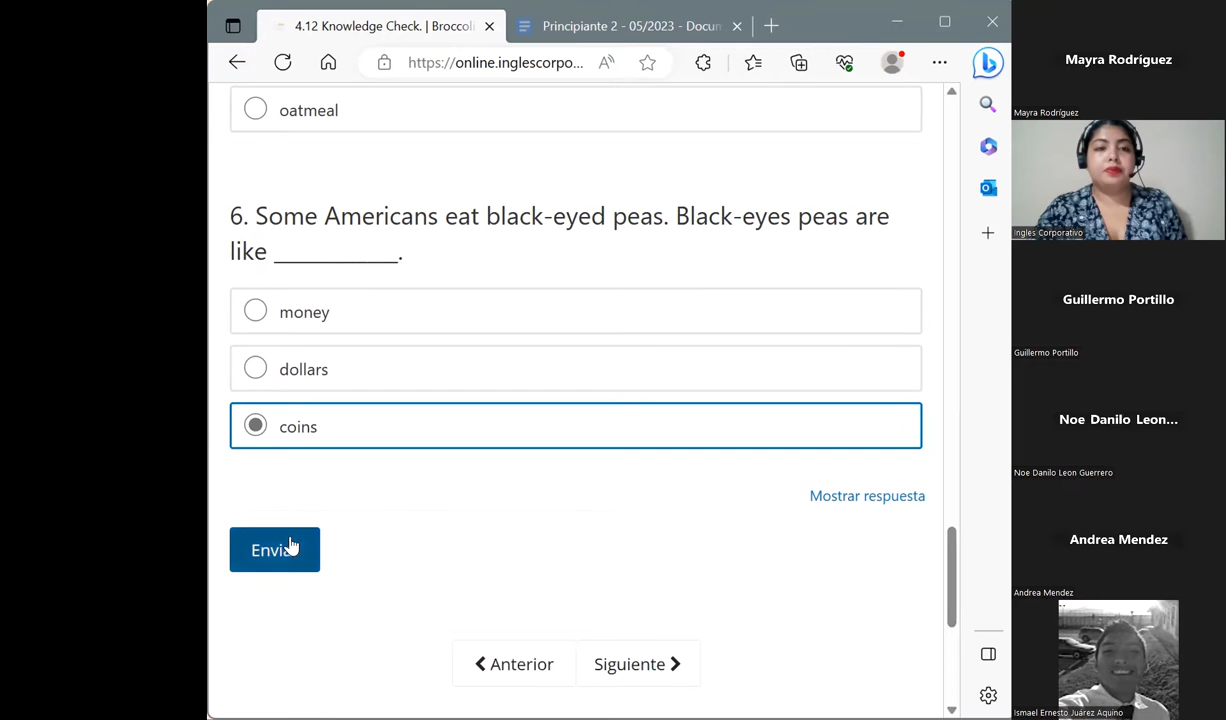 4.12 Knowledge Check. | Broccoli
Principiante 2 - 05/2023 - Docum
https://online.inglescorpo...
oatmeal
6. Some Americans eat black-eyed peas. Black-eyes peas are
like ____________.
money
dollars
coins
Mostrar respuesta
Envia
Anterior
Siguiente
Mayra Rodríguez
Mayra Rodríguez
Ingles Corporativo
Guillermo Portillo
Guillermo Portillo
Noe Danilo Leon...
Noe Danilo Leon Guerrero
Andrea Mendez
Andrea Mendez
Ismael Ernesto Juárez Aquino